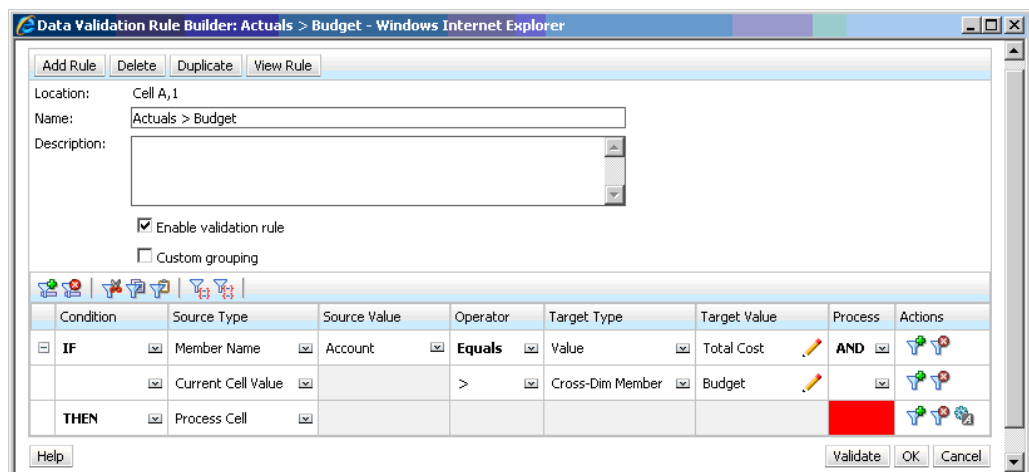 Data Validation Rule Builder: Actuals > Budget - Windows Internet Explorer
Add Rule Delete Duplicate View Rule
Location: Cell A,1
Name: Actuals > Budget
Description:
Enable validation rule
Custom grouping
Condition Source Type Source Value Operator Target Type Target Value Process Actions
IF Member Name Account Equals Value Total Cost AND
Current Cell Value > Cross-Dim Member Budget
THEN Process Cell
Help Validate OK Cancel